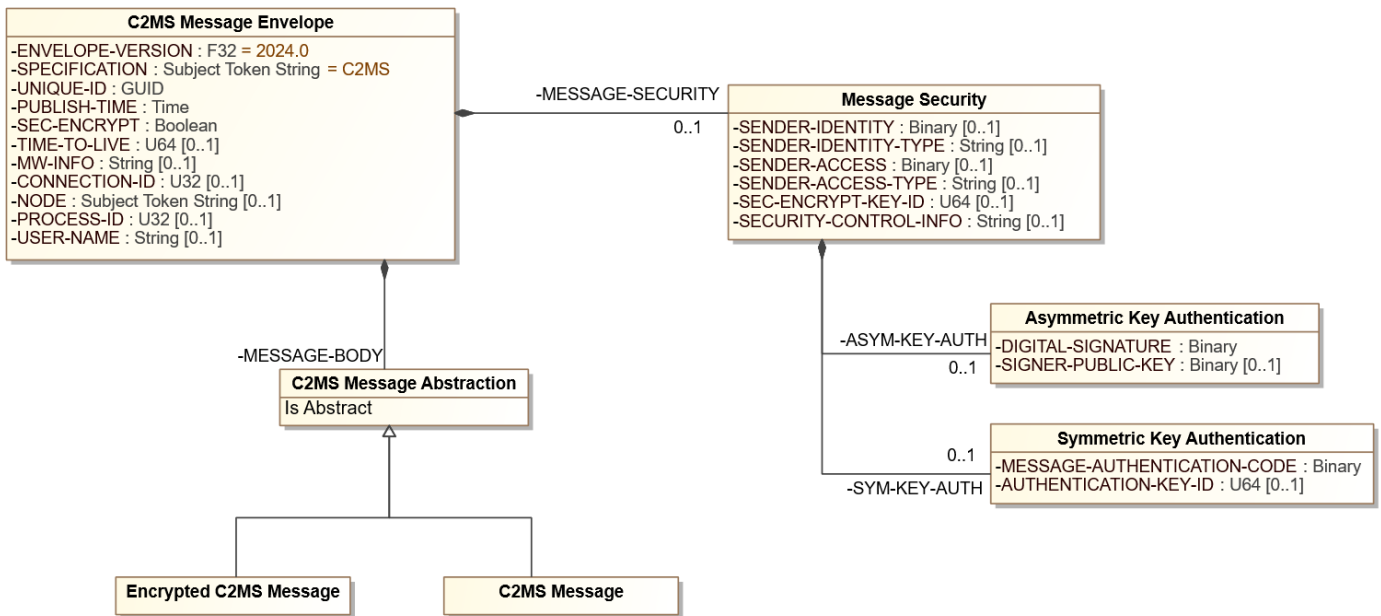 C2MS Message Envelope
-ENVELOPE-VERSION : F32 = 2024.0
-SPECIFICATION : Subject Token String = C2MS
-UNIQUE-ID : GUID
-PUBLISH-TIME : Time
-SEC-ENCRYPT : Boolean
-TIME-TO-LIVE : U64 [0..1]
-MW-INFO : String [0..1]
-CONNECTION-ID : U32 [0..1]
-NODE : Subject Token String [0..1]
-PROCESS-ID : U32 [0..1]
-USER-NAME : String [0..1]
-MESSAGE-SECURITY
0..1
Message Security
-SENDER-IDENTITY : Binary [0..1]
-SENDER-IDENTITY-TYPE : String [0..1]
-SENDER-ACCESS : Binary [0..1]
-SENDER-ACCESS-TYPE : String [0..1]
-SEC-ENCRYPT-KEY-ID : U64 [0..1]
-SECURITY-CONTROL-INFO : String [0..1]
-ASYM-KEY-AUTH
0..1
Asymmetric Key Authentication
-DIGITAL-SIGNATURE : Binary
-SIGNER-PUBLIC-KEY : Binary [0..1]
0..1
-SYM-KEY-AUTH
Symmetric Key Authentication
-MESSAGE-AUTHENTICATION-CODE : Binary
-AUTHENTICATION-KEY-ID : U64 [0..1]
-MESSAGE-BODY
C2MS Message Abstraction
Is Abstract
Encrypted C2MS Message
C2MS Message